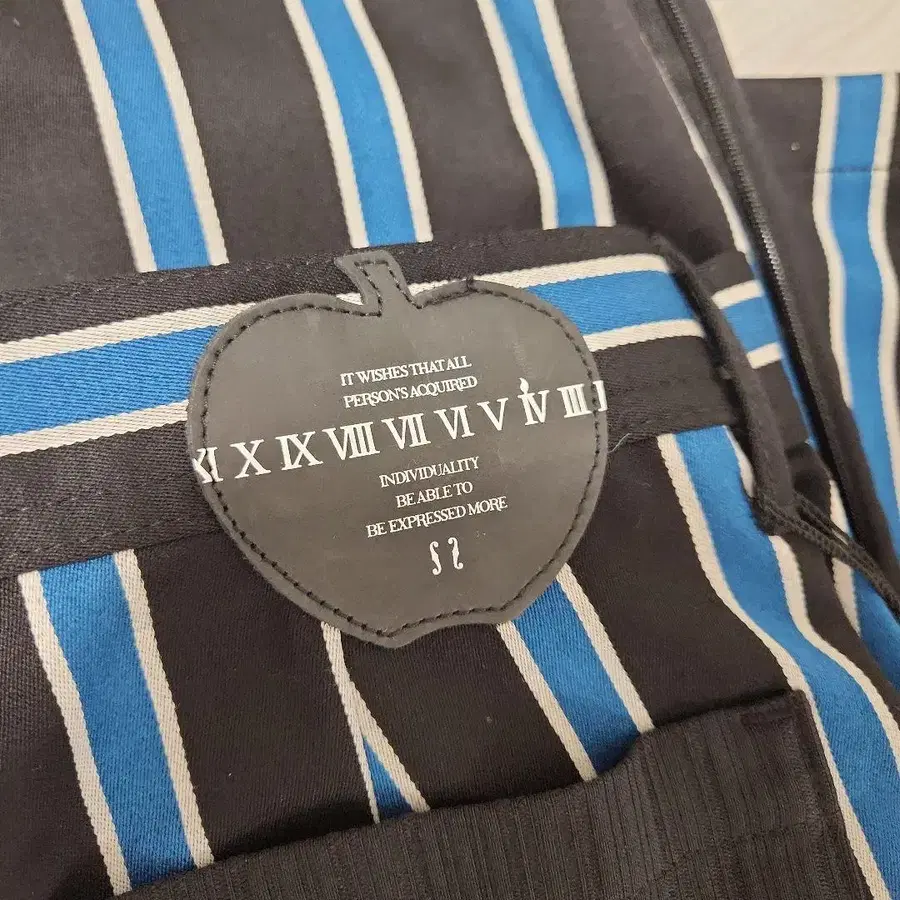 IT WISHES THAT ALL
PERSON'S ACQUIRED
XI X IX VIII VII VI V IV III
INDIVIDUALITY
BE ABLE TO
BE EXPRESSED MORE